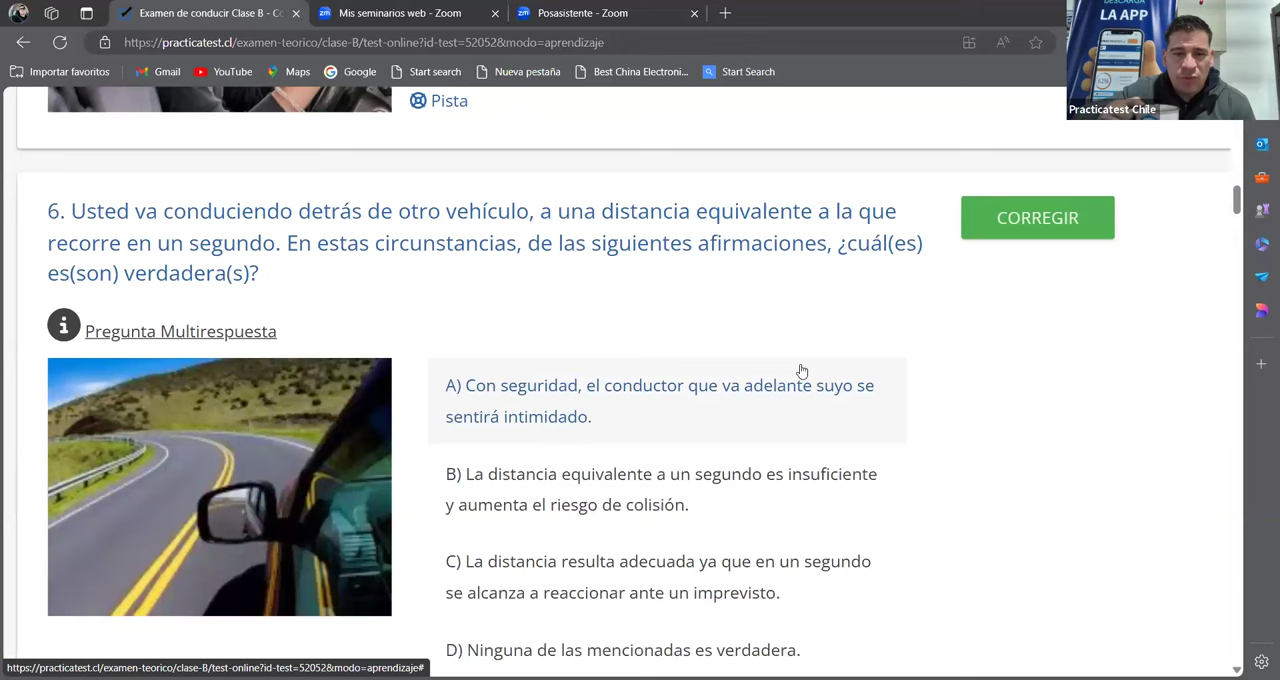 Examen de conducir Clase B - Co
Mis seminarios web - Zoom
Posasistente - Zoom
https://practicatest.cl/examen-teorico/clase-B/test-online?id-test=52052&modo=aprendizaje
Importar favoritos
Gmail
YouTube
Maps
Google
Start search
Nueva pestaña
Best China Electroni...
Start Search
DESCARGA
LA APP
Practicatest Chile
Pista
6. Usted va conduciendo detrás de otro vehículo, a una distancia equivalente a la que
recorre en un segundo. En estas circunstancias, de las siguientes afirmaciones, ¿cuál(es)
es(son) verdadera(s)?
CORREGIR
Pregunta Multirespuesta
A) Con seguridad, el conductor que va adelante suyo se
sentirá intimidado.
B) La distancia equivalente a un segundo es insuficiente
y aumenta el riesgo de colisión.
C) La distancia resulta adecuada ya que en un segundo
se alcanza a reaccionar ante un imprevisto.
D) Ninguna de las mencionadas es verdadera.
https://practicatest.cl/examen-teorico/clase-B/test-online?id-test=52052&modo=aprendizaje#